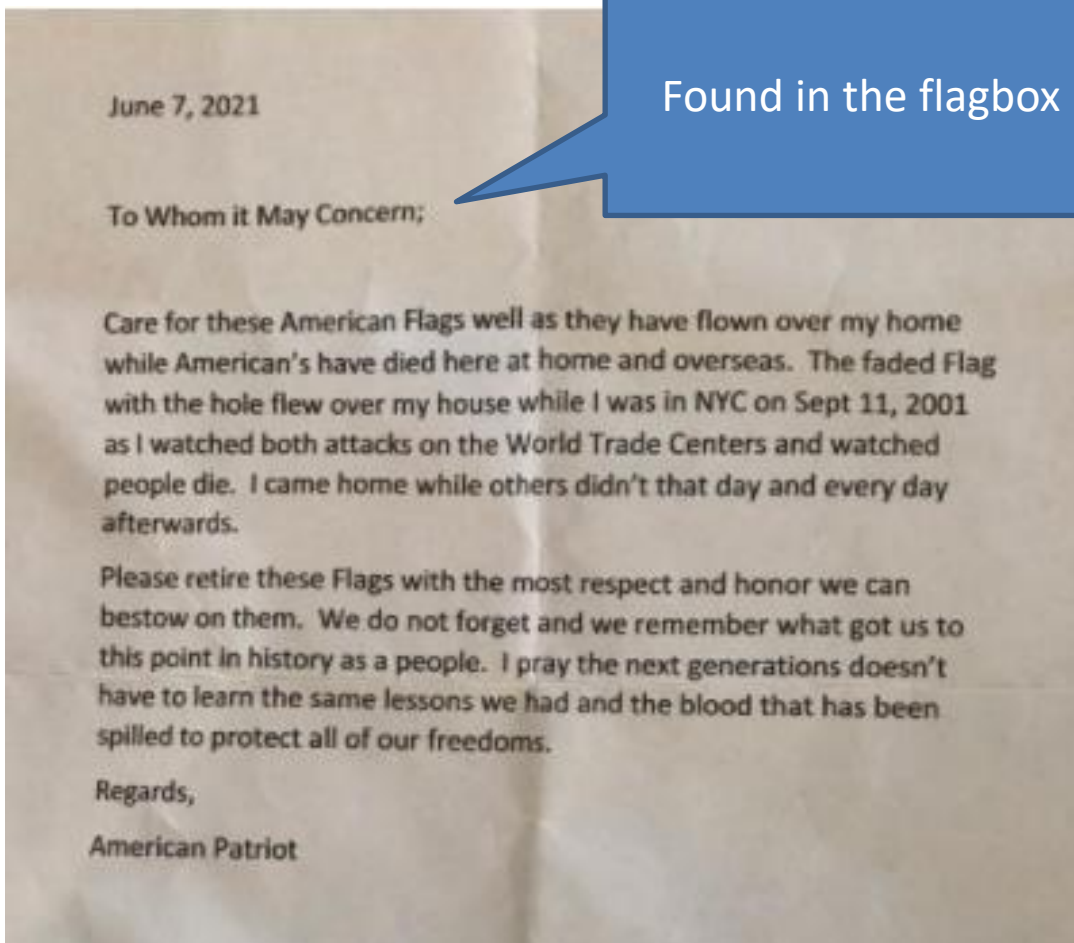 Found in the flagbox
June 7, 2021
To Whom it May Concern;
Care for these American Flags well as they have flown over my home
while American's have died here at home and overseas. The faded Flag
with the hole flew over my house while I was in NYC on Sept 11, 2001
as I watched both attacks on the World Trade Centers and watched
people die. I came home while others didn't that day and every day
afterwards.
Please retire these Flags with the most respect and honor we can
bestow on them. We do not forget and we remember what got us to
this point in history as a people. I pray the next generations doesn't
have to learn the same lessons we had and the blood that has been
spilled to protect all of our freedoms.
Regards,
American Patriot